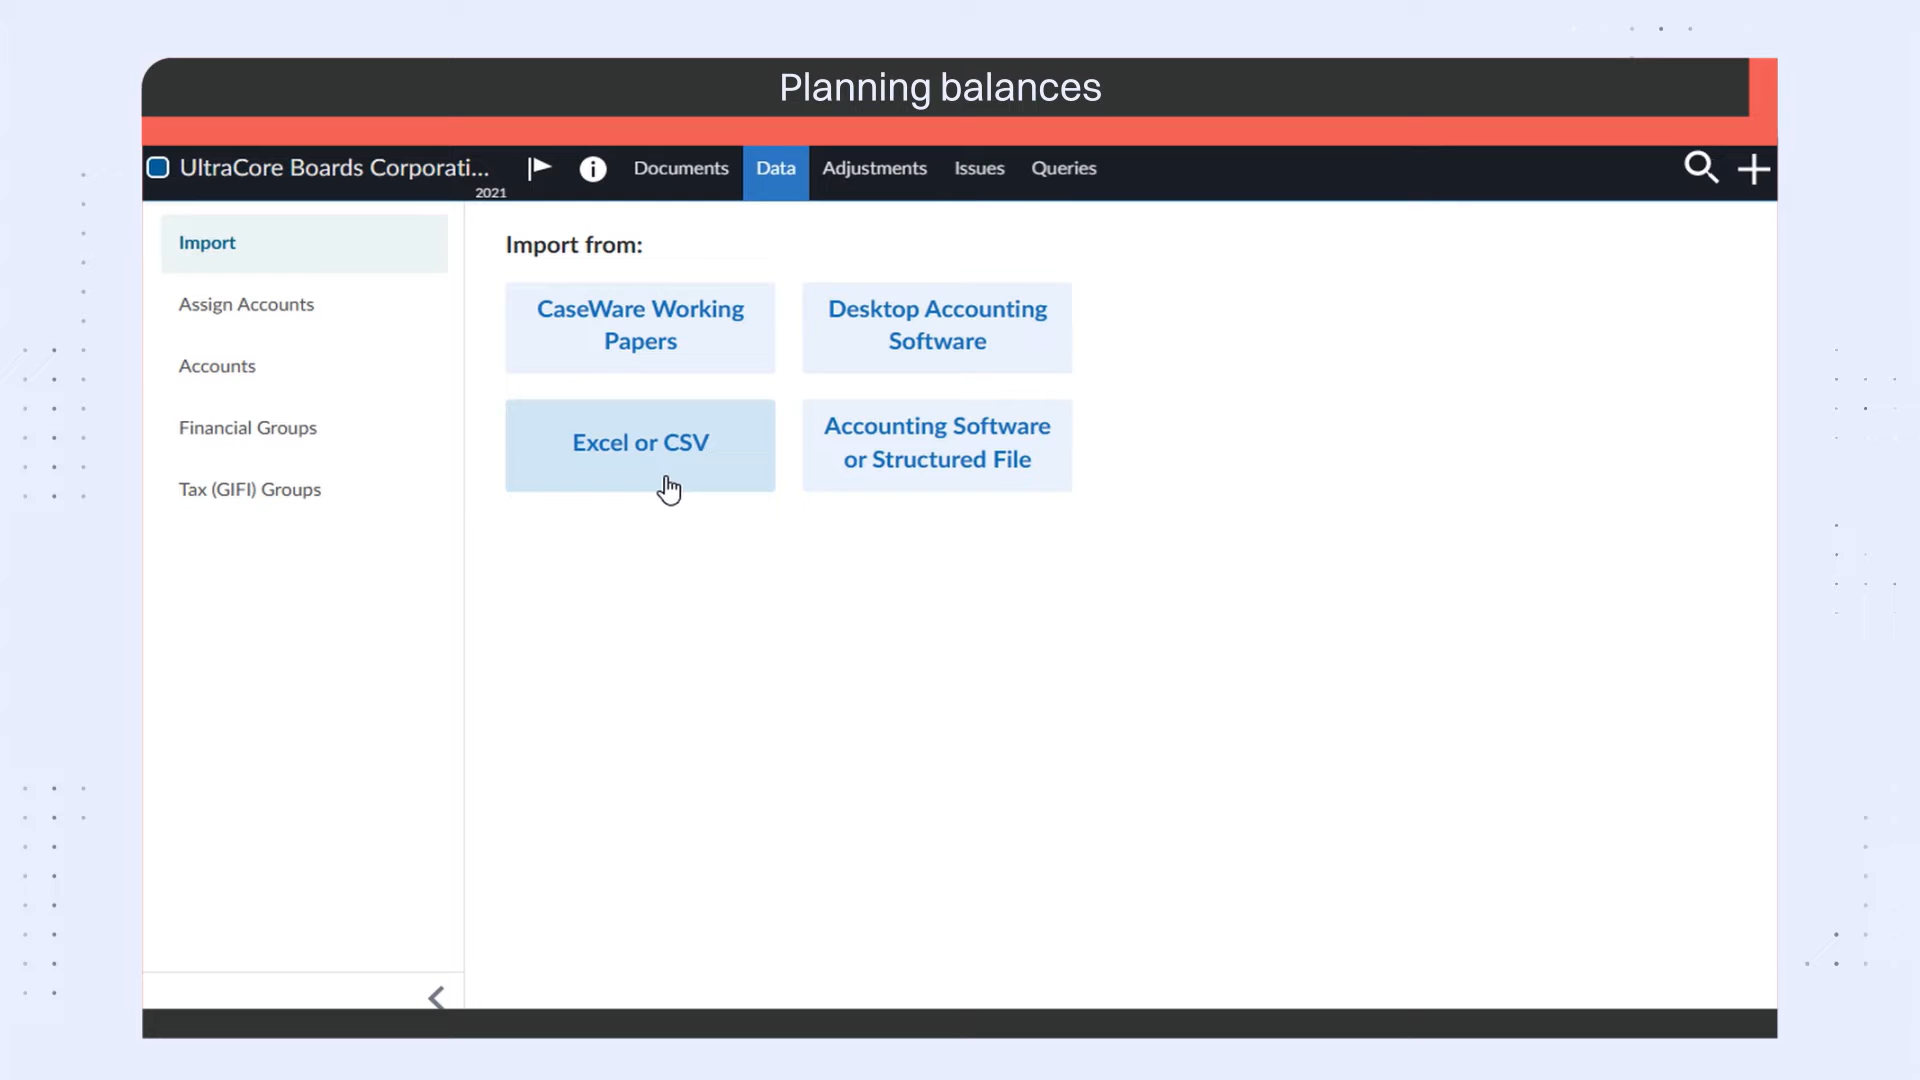 Planning balances
UltraCore Boards Corporati...
2021
Documents
Data
Adjustments
Issues
Queries
Import
Assign Accounts
Accounts
Financial Groups
Tax (GIFI) Groups
Import from:
CaseWare Working
Papers
Desktop Accounting
Software
Excel or CSV
Accounting Software
or Structured File